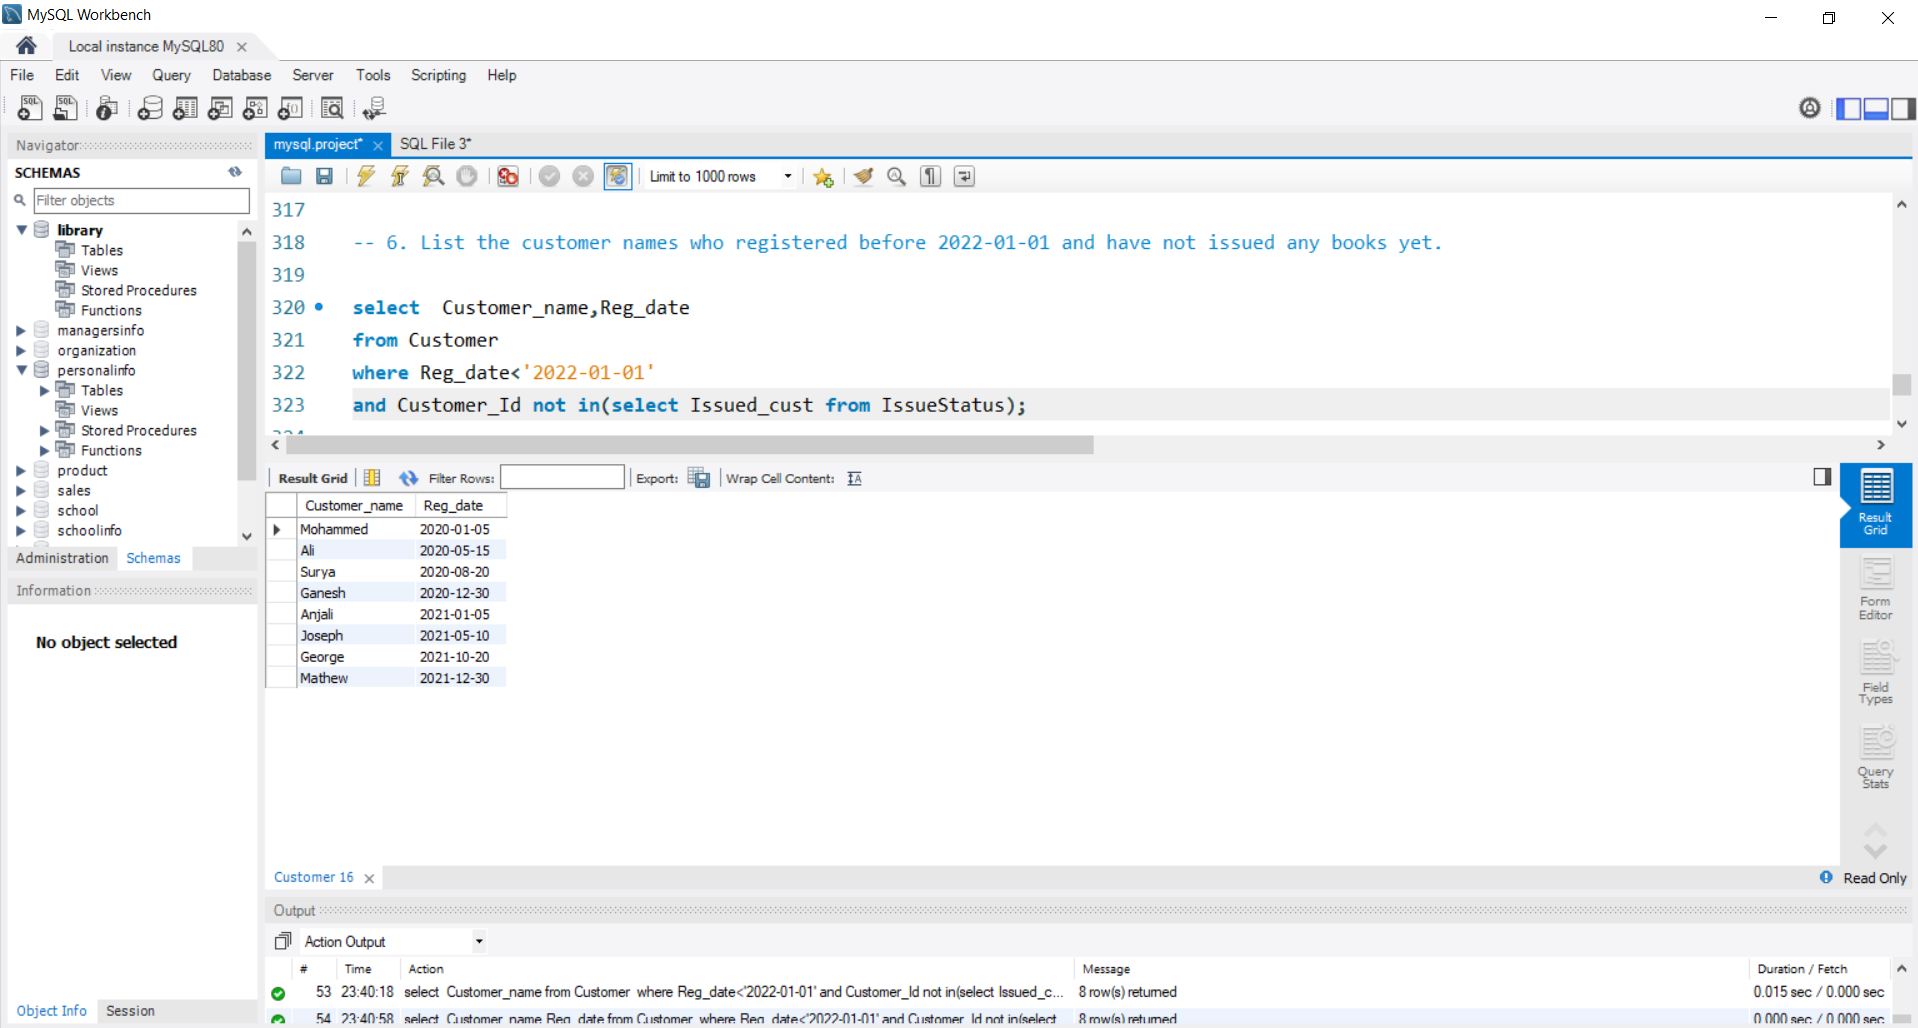 MySQL Workbench
Local instance MySQL80
File Edit View Query Database Server Tools Scripting Help
Navigator
SCHEMAS
Filter objects
library
Tables
Views
Stored Procedures
Functions
managersinfo
organization
personalinfo
Tables
Views
Stored Procedures
Functions
product
sales
school
schoolinfo
Administration Schemas
Information
No object selected
Object Info Session
mysql.project* SQL File 3*
Limit to 1000 rows
317
318 -- 6. List the customer names who registered before 2022-01-01 and have not issued any books yet.
319
320 select  Customer_name,Reg_date
321 from Customer
322 where Reg_date<'2022-01-01'
323 and Customer_Id not in(select Issued_cust from IssueStatus);
324
Result Grid Filter Rows: Export: Wrap Cell Content:
Customer_name Reg_date
Mohammed 2020-01-05
Ali 2020-05-15
Surya 2020-08-20
Ganesh 2020-12-30
Anjali 2021-01-05
Joseph 2021-05-10
George 2021-10-20
Mathew 2021-12-30
Result Grid
Form Editor
Field Types
Query Stats
Customer 16
Read Only
Output
Action Output
# Time Action Message Duration / Fetch
53 23:40:18 select  Customer_name from Customer  where Reg_date<'2022-01-01' and Customer_Id not in(select Issued_c... 8 row(s) returned 0.015 sec / 0.000 sec
54 23:40:58 select  Customer_name,Reg_date from Customer  where Reg_date<'2022-01-01' and Customer_Id not in(select 8 row(s) returned 0.000 sec / 0.000 sec